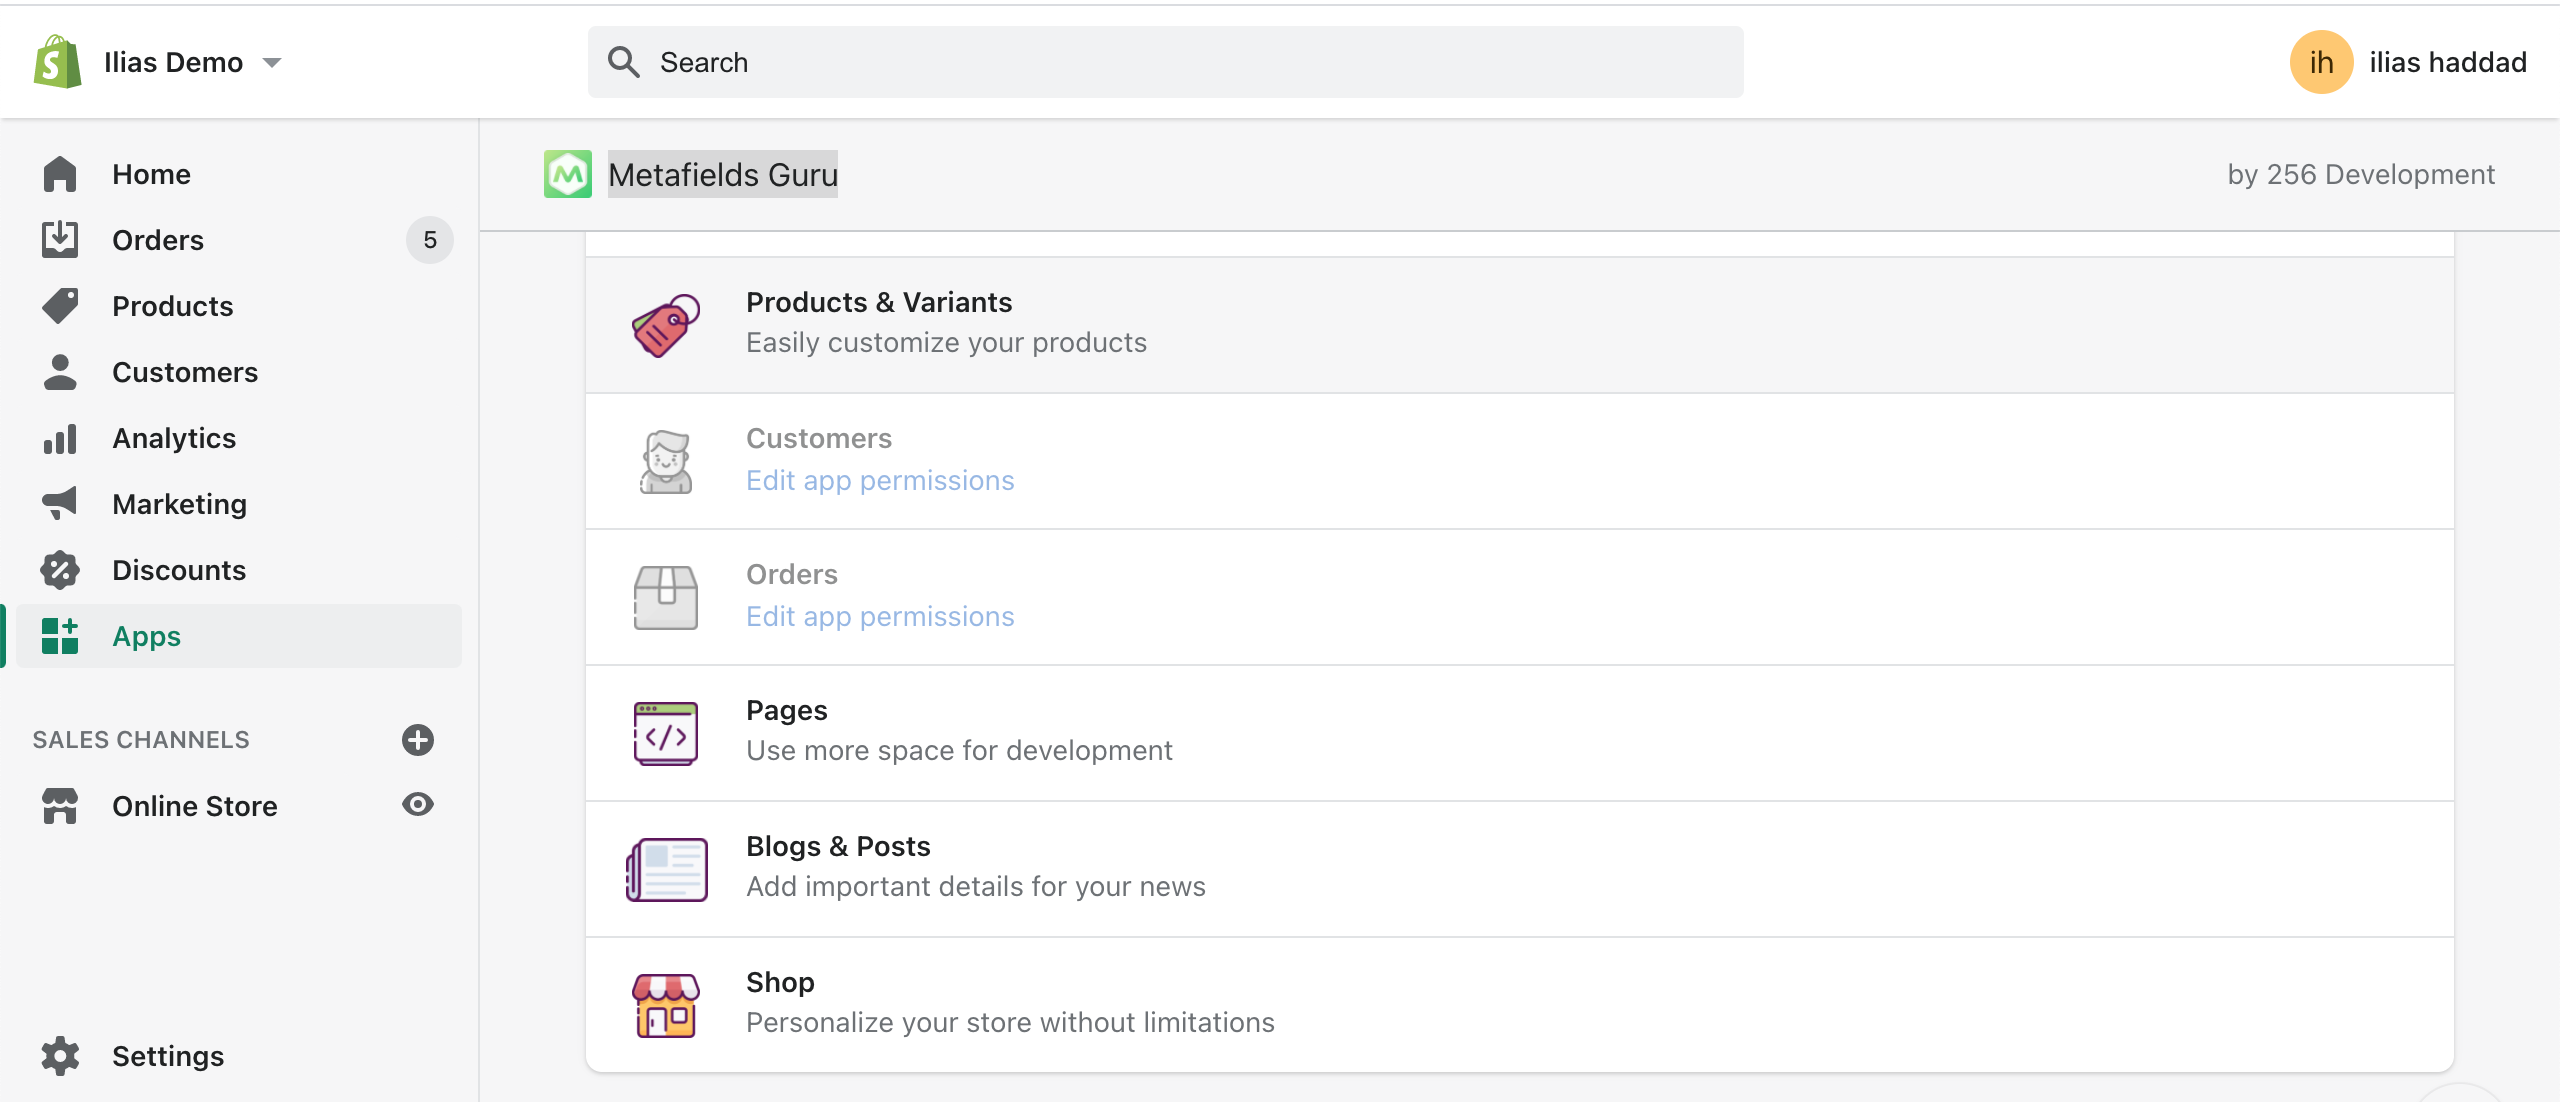 Ilias Demo
Search
ih
ilias haddad
Home
Orders
5
Products
Customers
Analytics
Marketing
Discounts
Apps
SALES CHANNELS
Online Store
Settings
Metafields Guru
by 256 Development
Products & Variants
Easily customize your products
Customers
Edit app permissions
Orders
Edit app permissions
Pages
Use more space for development
Blogs & Posts
Add important details for your news
Shop
Personalize your store without limitations